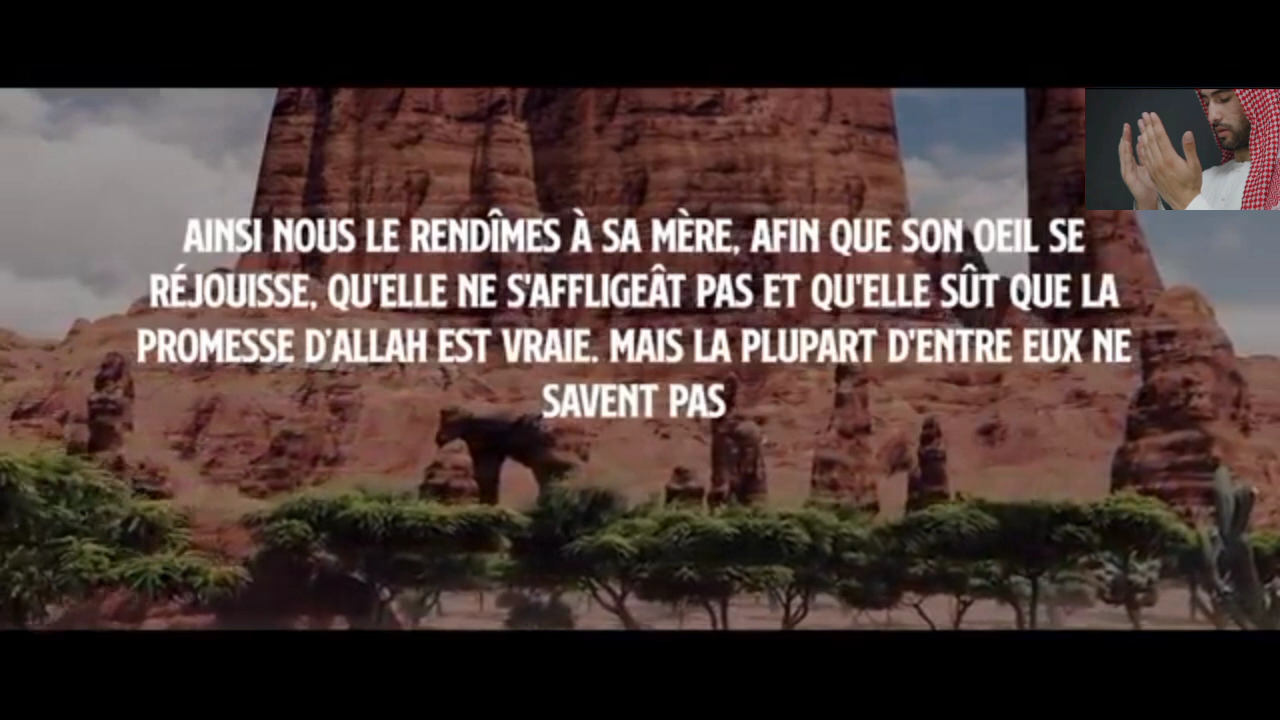 AINSI NOUS LE RENDÎMES À SA MÈRE, AFIN QUE SON OEIL SE
RÉJOUISSE, QU'ELLE NE S'AFFLIGEÂT PAS ET QU'ELLE SÛT QUE LA
PROMESSE D'ALLAH EST VRAIE. MAIS LA PLUPART D'ENTRE EUX NE
SAVENT PAS